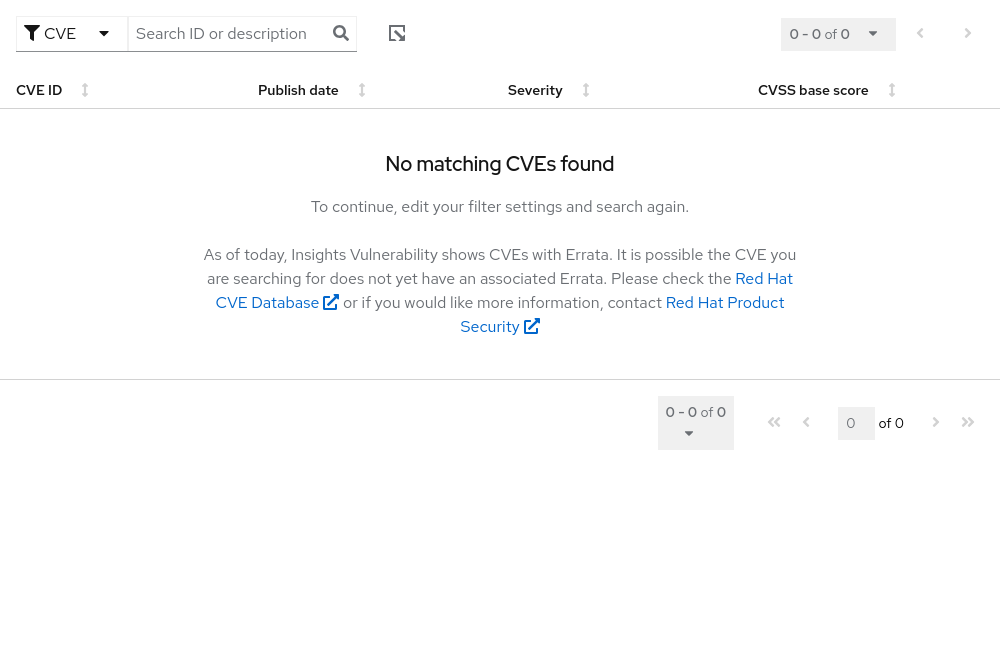 CVE
Search ID or description
0 - 0 of 0
CVE ID
Publish date
Severity
CVSS base score
No matching CVEs found
To continue, edit your filter settings and search again.
As of today, Insights Vulnerability shows CVEs with Errata. It is possible the CVE you
are searching for does not yet have an associated Errata. Please check the Red Hat
CVE Database or if you would like more information, contact Red Hat Product
Security
0 - 0 of 0
0 of 0